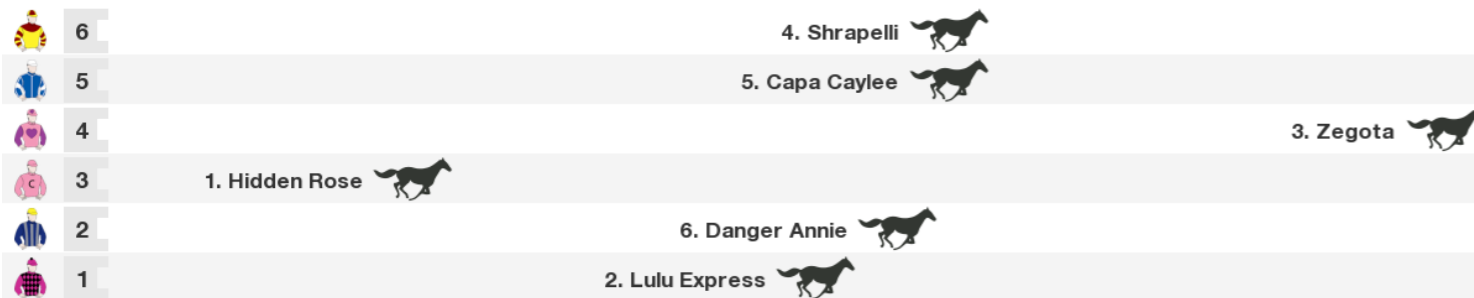 6 4. Shrapelli
5 5. Capa Caylee
4 3. Zegota
3 C 1. Hidden Rose
2 6. Danger Annie
1 2. Lulu Express